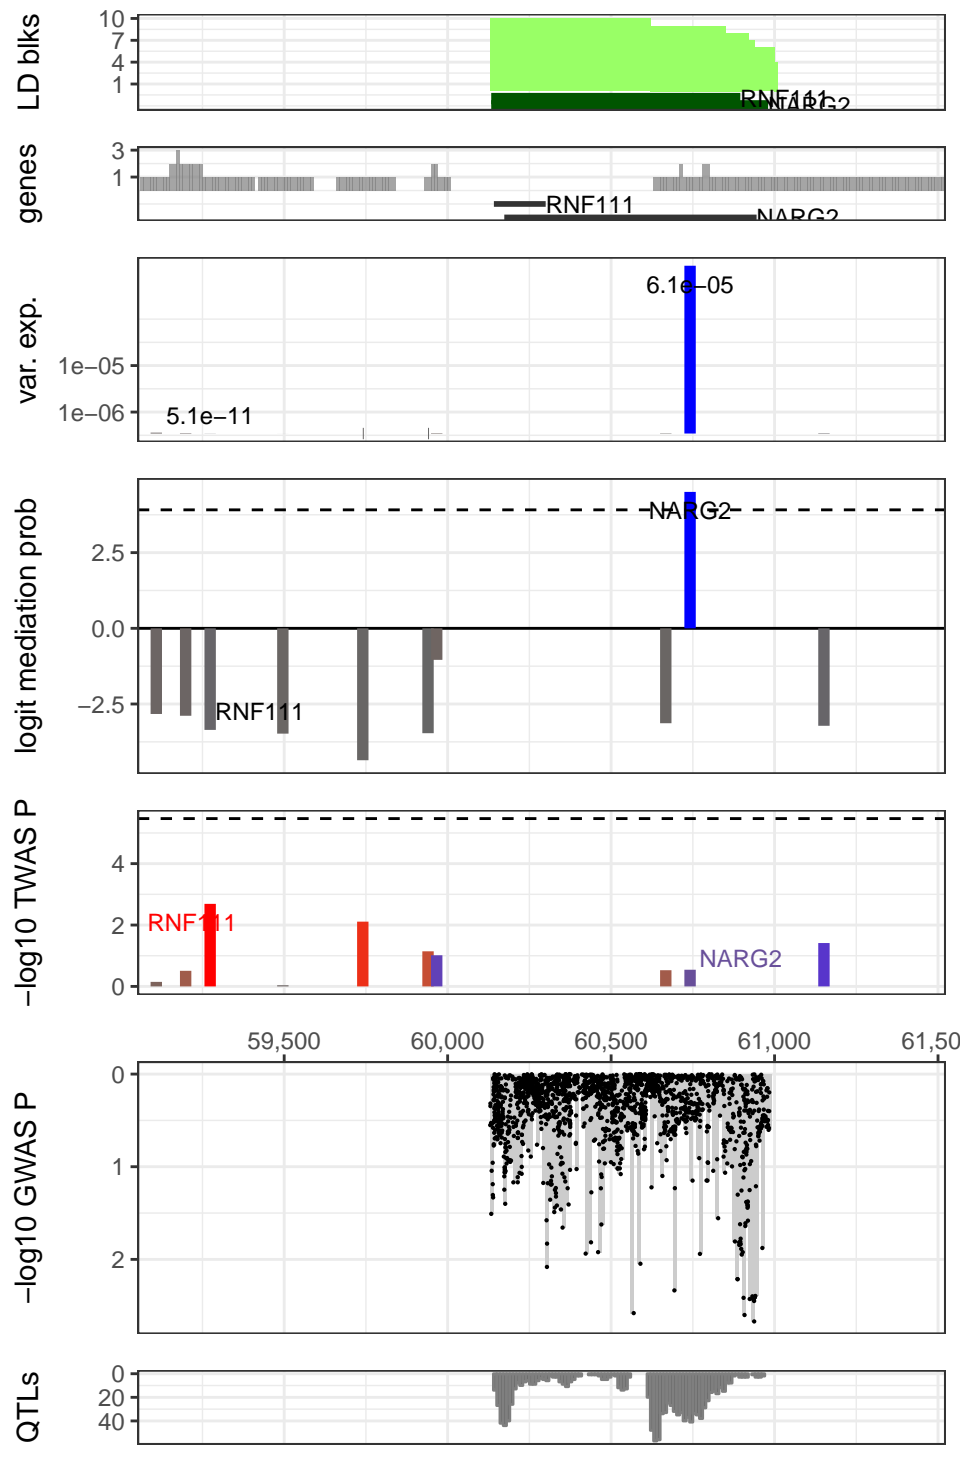 LD blks
10
7
4
1
RNF111
NARG2
genes
3
1
RNF111
NARG2
var. exp.
6.1e−05
1e−05
1e−06
5.1e−11
logit mediation prob
NARG2
2.5
0.0
−2.5
RNF111
−log10 TWAS P
4
2
0
RNF111
NARG2
59,500 60,000 60,500 61,000 61,50
−log10 GWAS P
0
1
2
QTLs
0
20
40